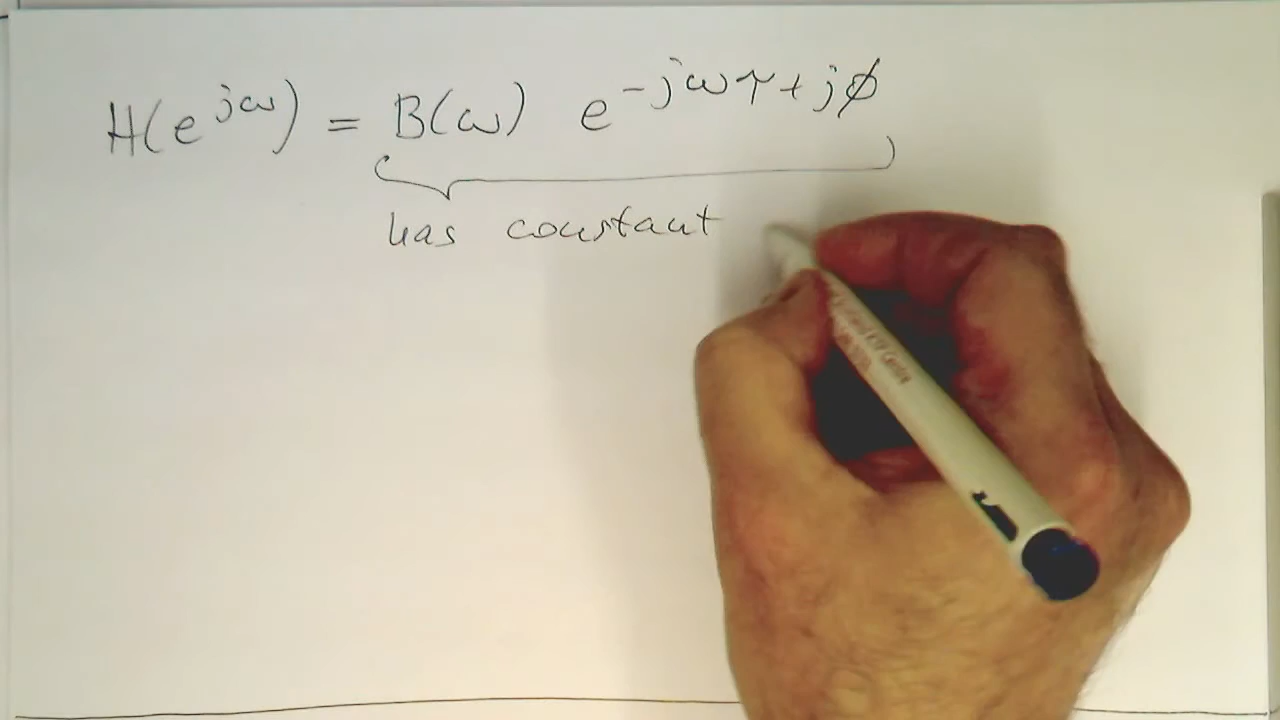 H(e^{jω}) = B(ω) e^{-jωτ+jϕ}
has constant